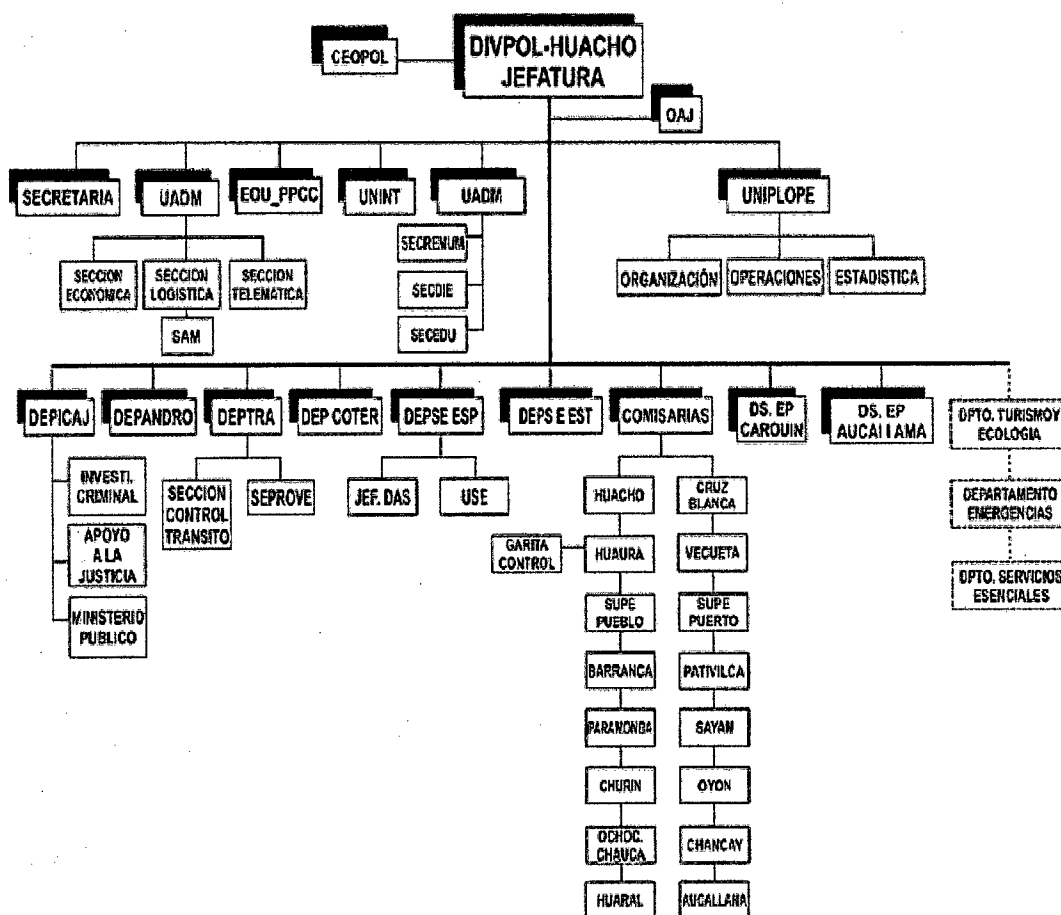 CEOPOL
DIVPOL-HUACHO
JEFATURA
OAJ
SECRETARIA
UADM
EOU_PPCC
UNINT
UADM
UNIPLOPE
SECCION
ECONOMICA
SECCION
LOGISTICA
SECCION
TELEMATICA
SAM
SECREMUM
SECDIE
SECEDU
ORGANIZACIÓN
OPERACIONES
ESTADISTICA
DEPICAJ
DEPANDRO
DEPTRA
DEP COTER
DEPSE ESP
DEPS E EST
COMISARIAS
DS. EP
CARQUIN
DS. EP
AUCALLAMA
DPTO. TURISMO Y
ECOLOGIA
INVESTI.
CRIMINAL
APOYO
A LA
JUSTICIA
MINISTERIO
PUBLICO
SECCION
CONTROL
TRANSITO
SEPROVE
JEF. DAS
USE
HUACHO
CRUZ
BLANCA
DEPARTAMENTO
EMERGENCIAS
GARITA
CONTROL
HUAURA
VEGUETA
DPTO. SERVICIOS
ESENCIALES
SUPE
PUEBLO
SUPE
PUERTO
BARRANCA
PATIVILCA
PARAMONGA
SAYAN
CHURIN
OYON
OCHOC.
CHAUCA
CHANCAY
HUARAL
AUCALLANA